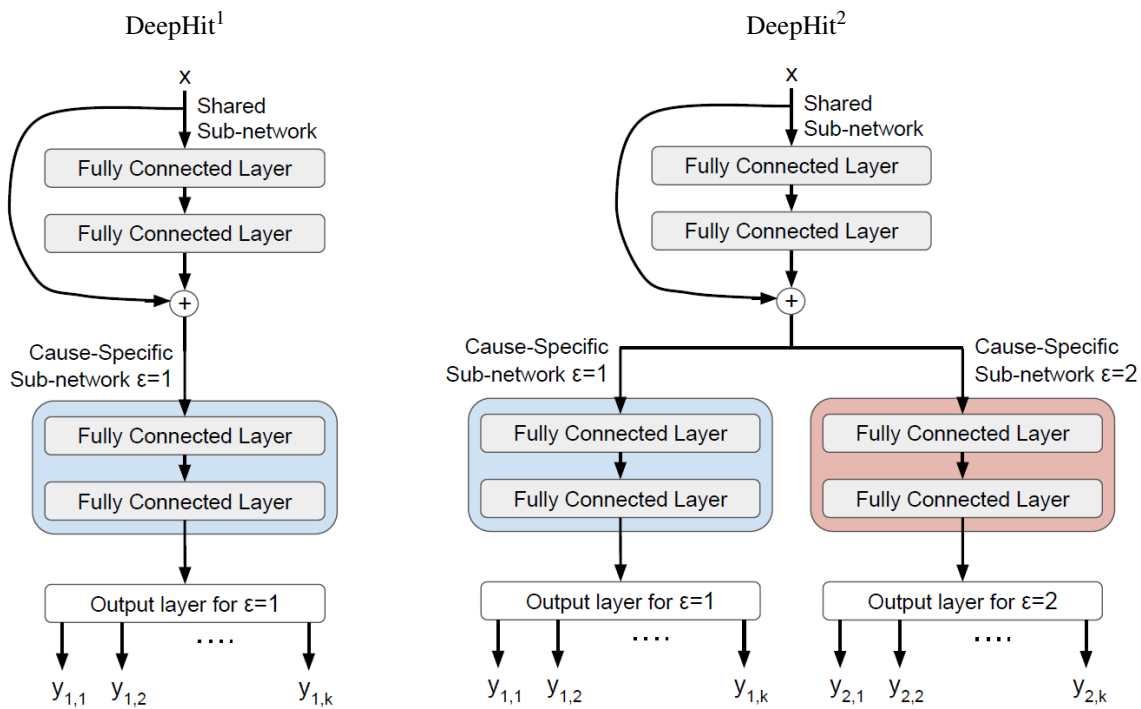 DeepHit¹
x
Shared
Sub-network
Fully Connected Layer
Fully Connected Layer
+
Cause-Specific
Sub-network ε=1
Fully Connected Layer
Fully Connected Layer
Output layer for ε=1
....
y₁,₁ y₁,₂ y₁,ₖ
DeepHit²
x
Shared
Sub-network
Fully Connected Layer
Fully Connected Layer
+
Cause-Specific
Sub-network ε=1
Fully Connected Layer
Fully Connected Layer
Output layer for ε=1
....
y₁,₁ y₁,₂ y₁,ₖ
Cause-Specific
Sub-network ε=2
Fully Connected Layer
Fully Connected Layer
Output layer for ε=2
....
y₂,₁ y₂,₂ y₂,ₖ